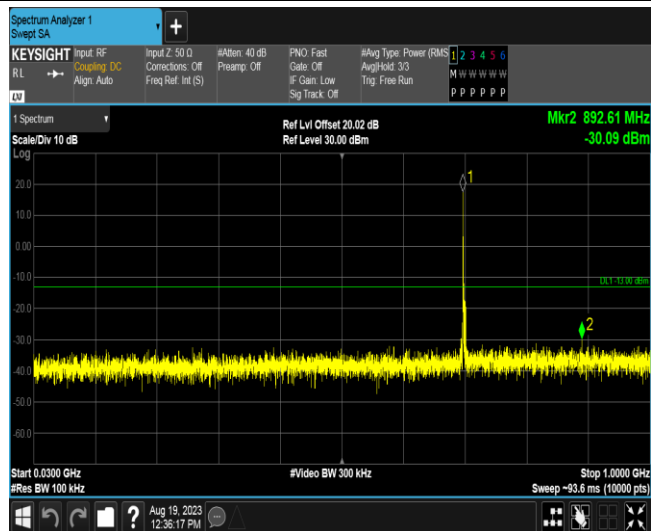 Spectrum Analyzer 1
Swept SA
+
KEYSIGHT
RL
Input: RF
Coupling: DC
Align: Auto
Input Z: 50 Ω
Corrections: Off
Freq Ref: Int (S)
#Atten: 40 dB
Preamp: Off
PNO: Fast
Gate: Off
IF Gain: Low
Sig Track: Off
#Avg Type: Power (RMS
Avg|Hold: 3/3
Trig: Free Run
1 2 3 4 5 6
M W W W W W
P P P P P P
1 Spectrum
Scale/Div 10 dB
Ref Lvl Offset 20.02 dB
Ref Level 30.00 dBm
Mkr2 892.61 MHz
-30.09 dBm
Log
1
20.0
10.0
0.00
-10.0
DL1 -13.00 dBm
-20.0
2
-30.0
-40.0
-50.0
-60.0
Start 0.0300 GHz
#Res BW 100 kHz
#Video BW 300 kHz
Stop 1.0000 GHz
Sweep ~93.6 ms (10000 pts)
?
Aug 19, 2023
12:36:17 PM